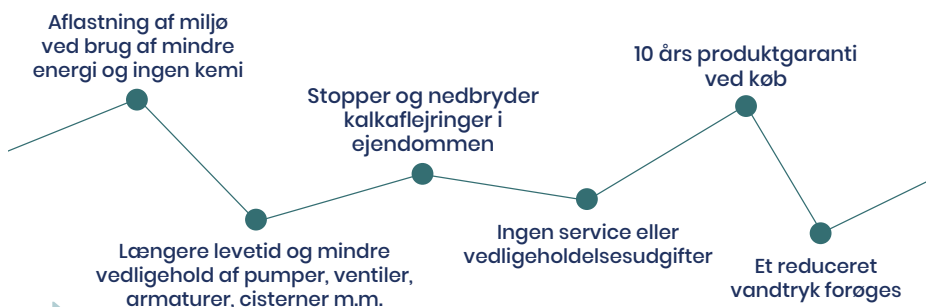 Aflastning af miljø
ved brug af mindre
energi og ingen kemi
Længere levetid og mindre
vedligehold af pumper, ventiler,
armaturer, cisterner m.m.
Stopper og nedbryder
kalkaflejringer i
ejendommen
Ingen service eller
vedligeholdelsesudgifter
10 års produktgaranti
ved køb
Et reduceret
vandtryk forøges